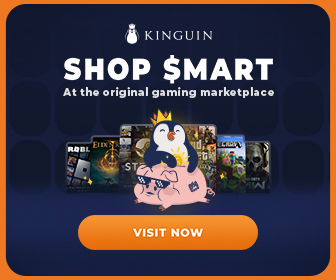 KINGUIN
SHOP $MART
At the original gaming marketplace
VISIT NOW